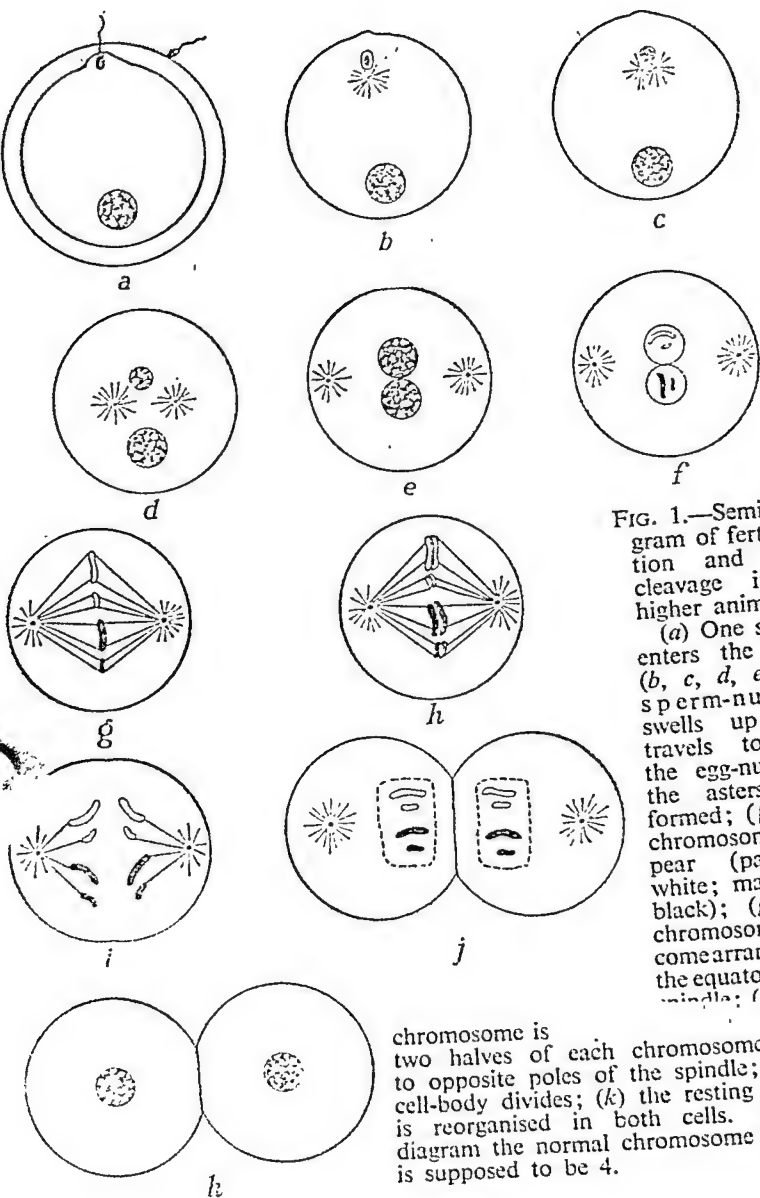 a
b
c
d
e
f
FIG. 1.—Semi
gram of fert
tion and
cleavage i
higher anim
(a) One s
enters the
(b, c, d, e
sperm-nu
swells up
travels to
the egg-nu
the asters
formed; (
chromoson
pear (pa
white; ma
black); (
chromosor
comearran
the equato
g
h
i
j
chromosome is
two halves of each chromosome
to opposite poles of the spindle;
cell-body divides; (k) the resting
is reorganised in both cells.
diagram the normal chromosome
is supposed to be 4.